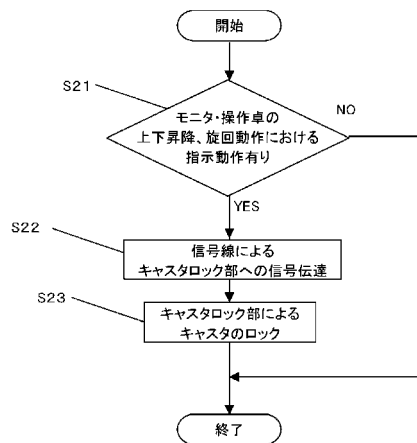 開始
S21
モニタ・操作卓の
上下昇降、旋回動作における
指示動作有り
NO
YES
S22
信号線による
キャスタロック部への信号伝達
S23
キャスタロック部による
キャスタのロック
終了